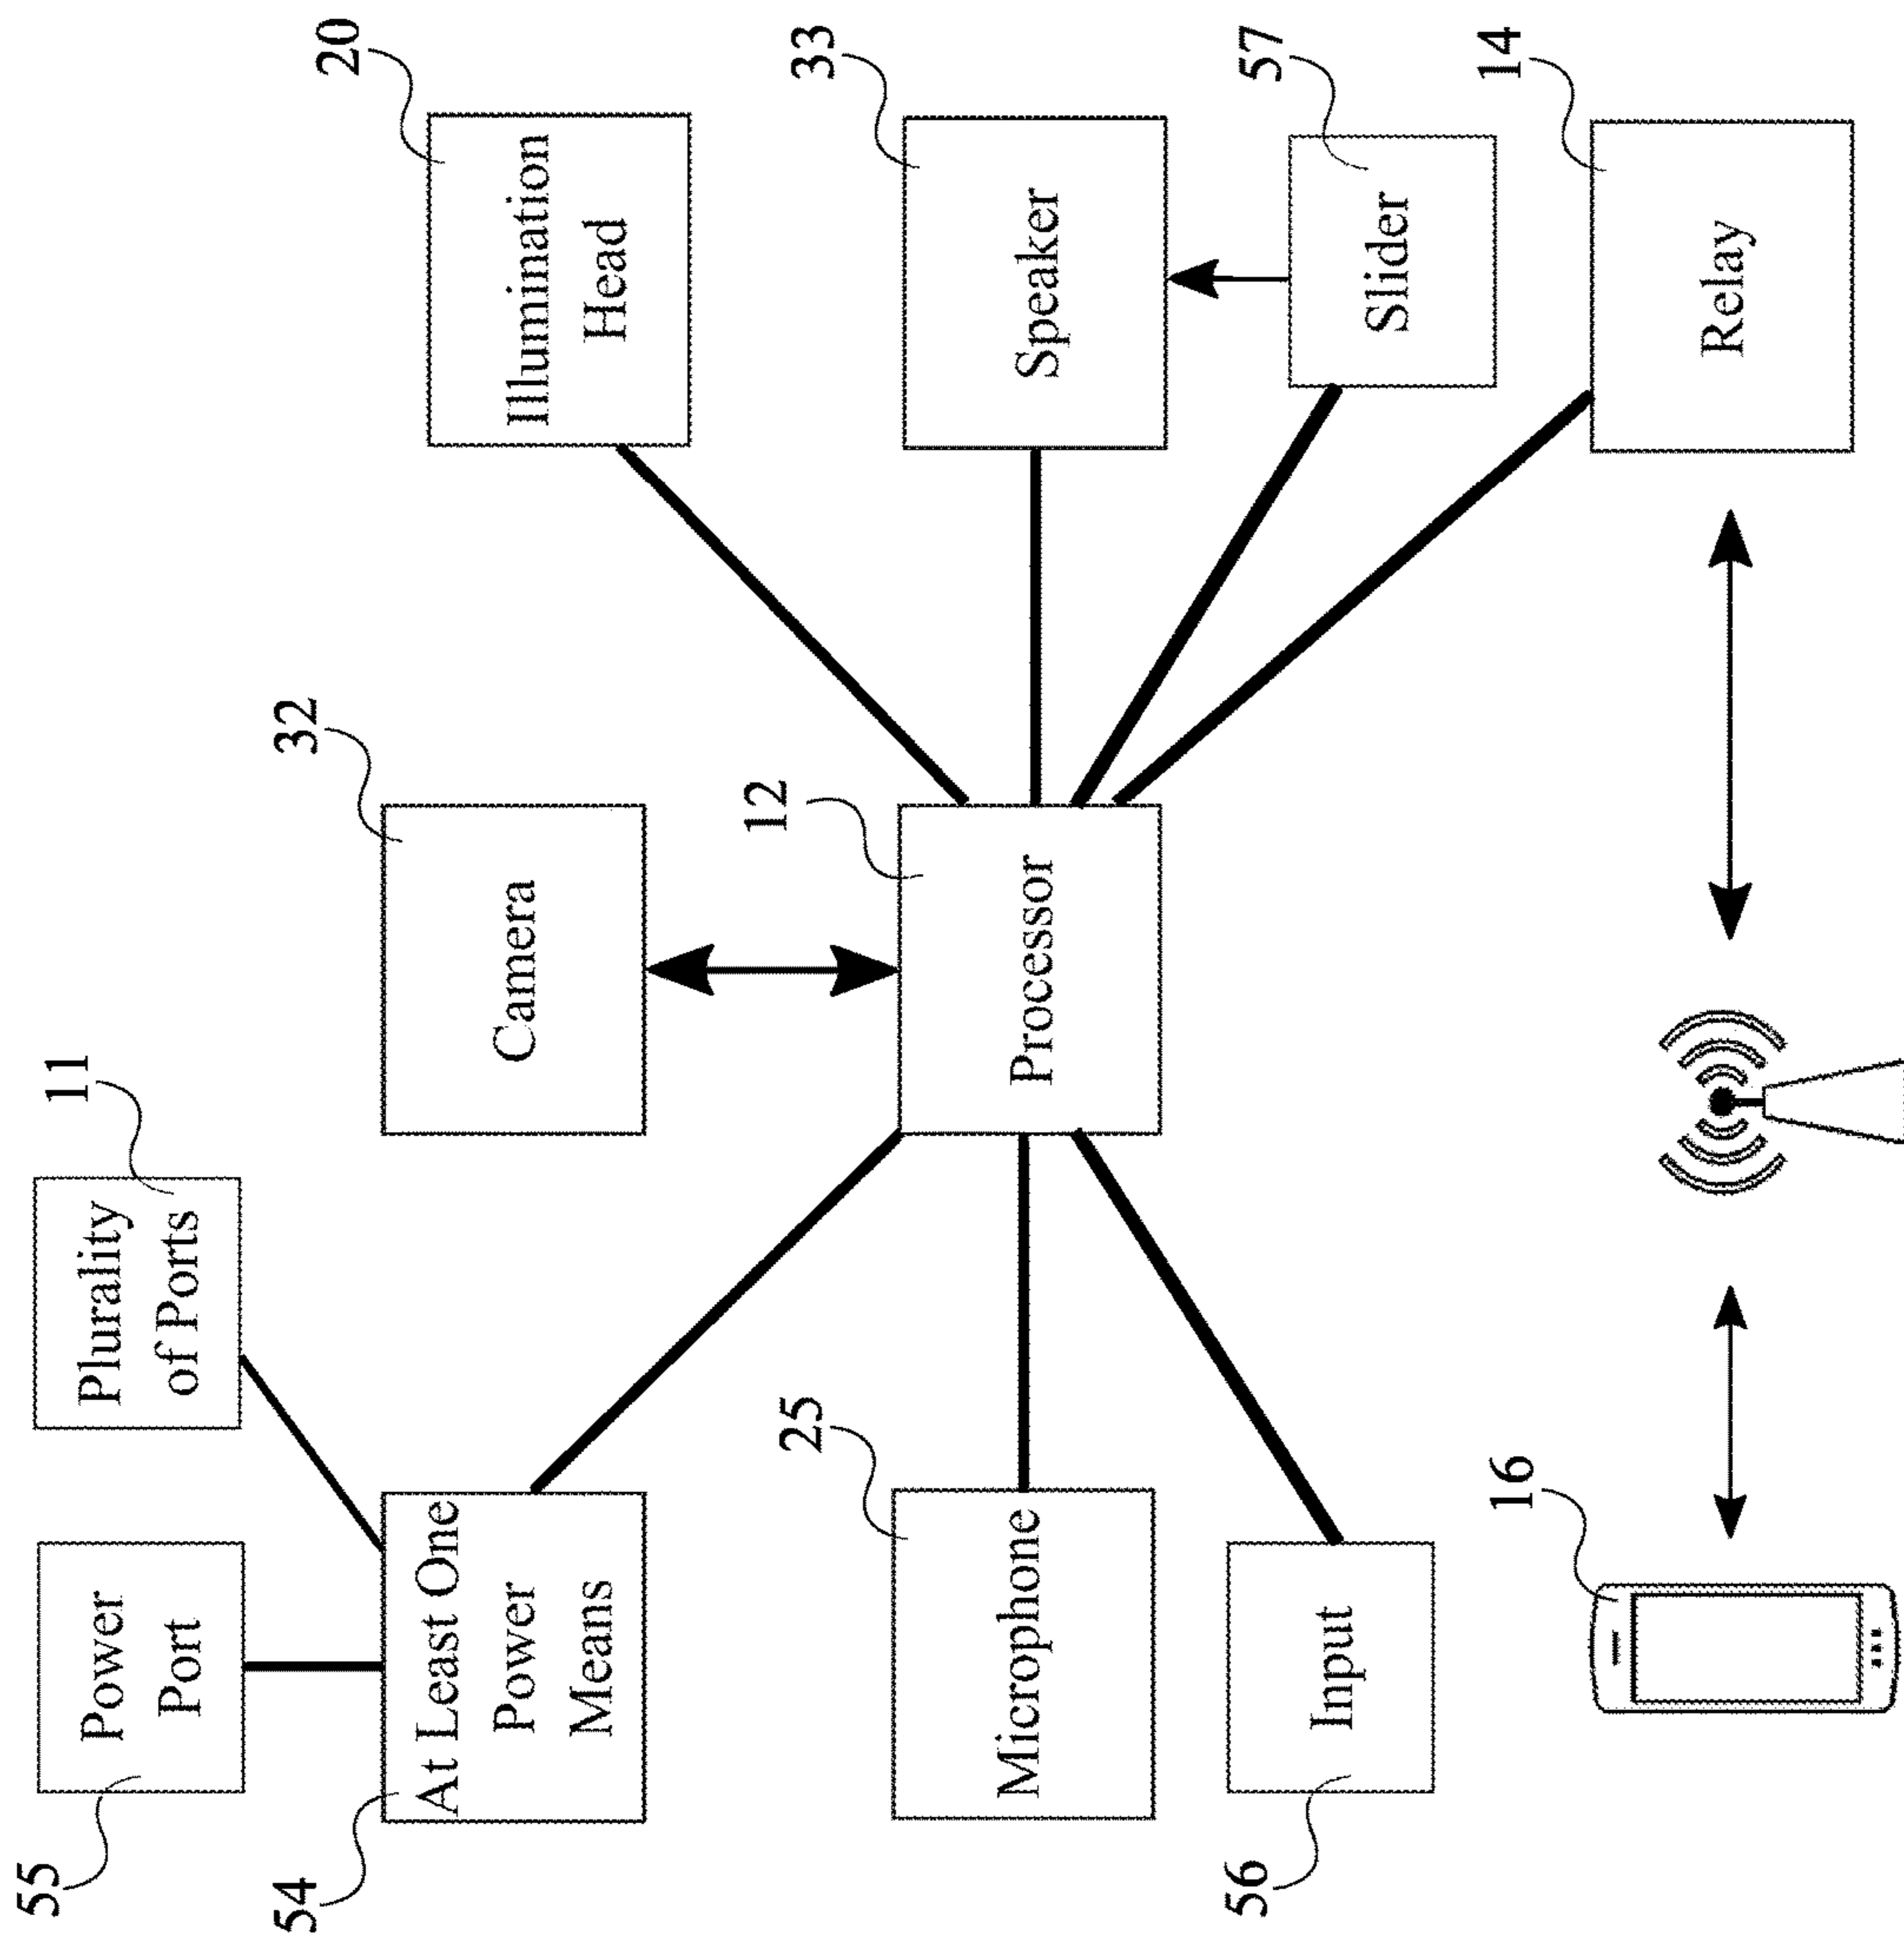 55
Power
Port
11
Plurality
of Ports
54
At Least One
Power
Means
32
Camera
20
Illumination
Head
25
Microphone
12
Processor
33
Speaker
56
Input
57
Slider
16
14
Relay